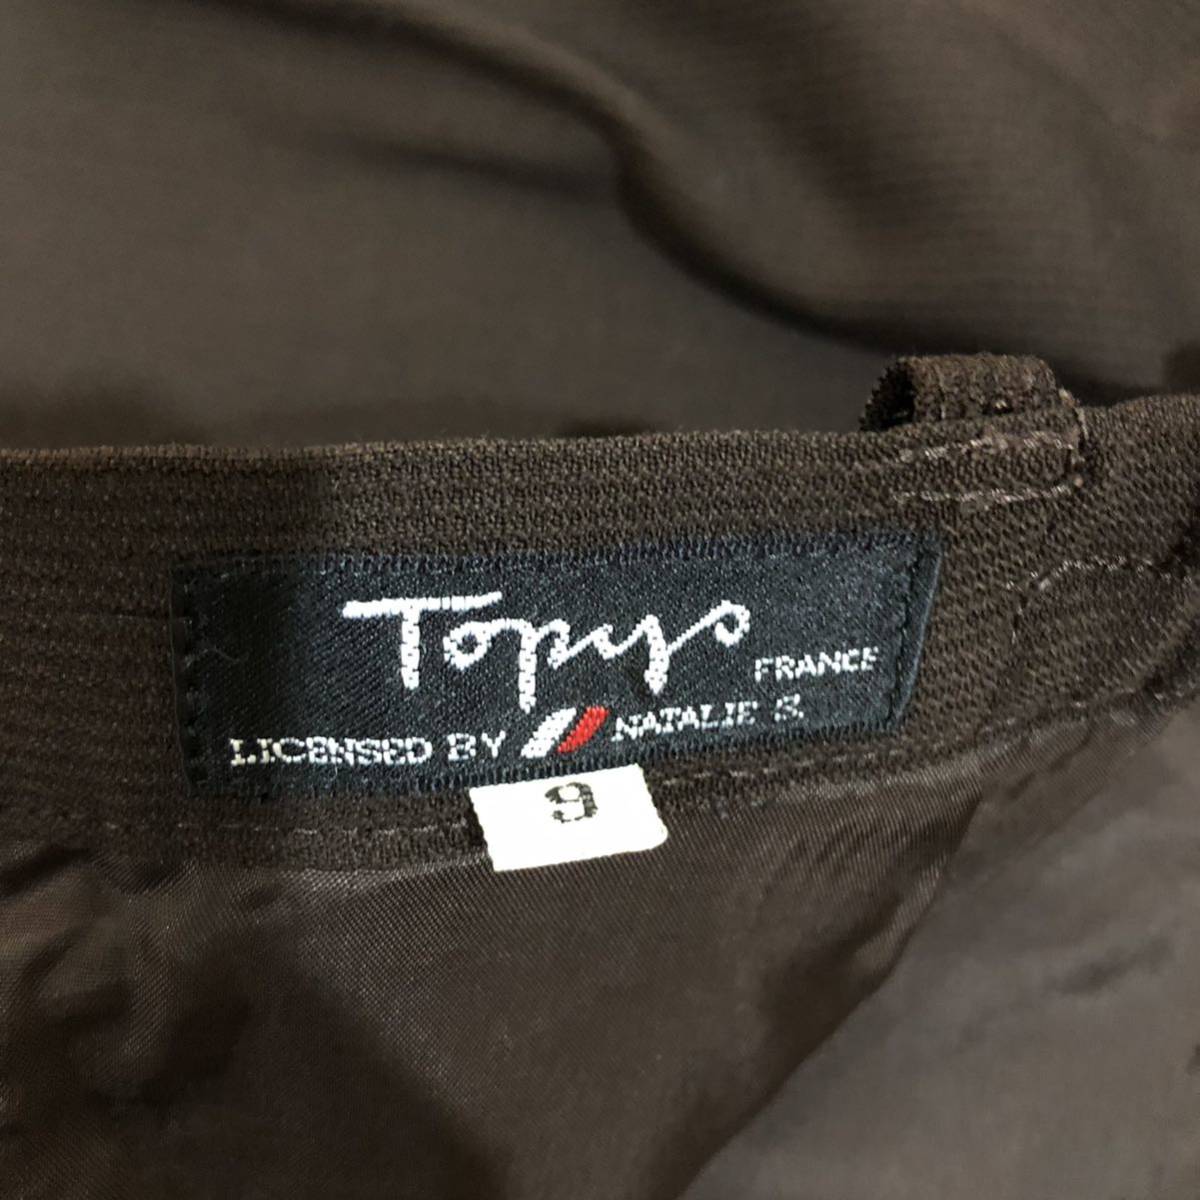 Topys
FRANCE
LICENSED BY NATALIE S.
9